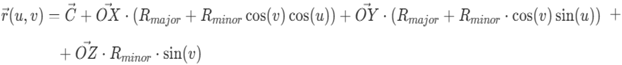 r⃗(u, v) = C⃗ + OX⃗ · (R_major + R_minor cos(v) cos(u)) + OY⃗ · (R_major + R_minor · cos(v) sin(u)) +
+ OZ⃗ · R_minor · sin(v)